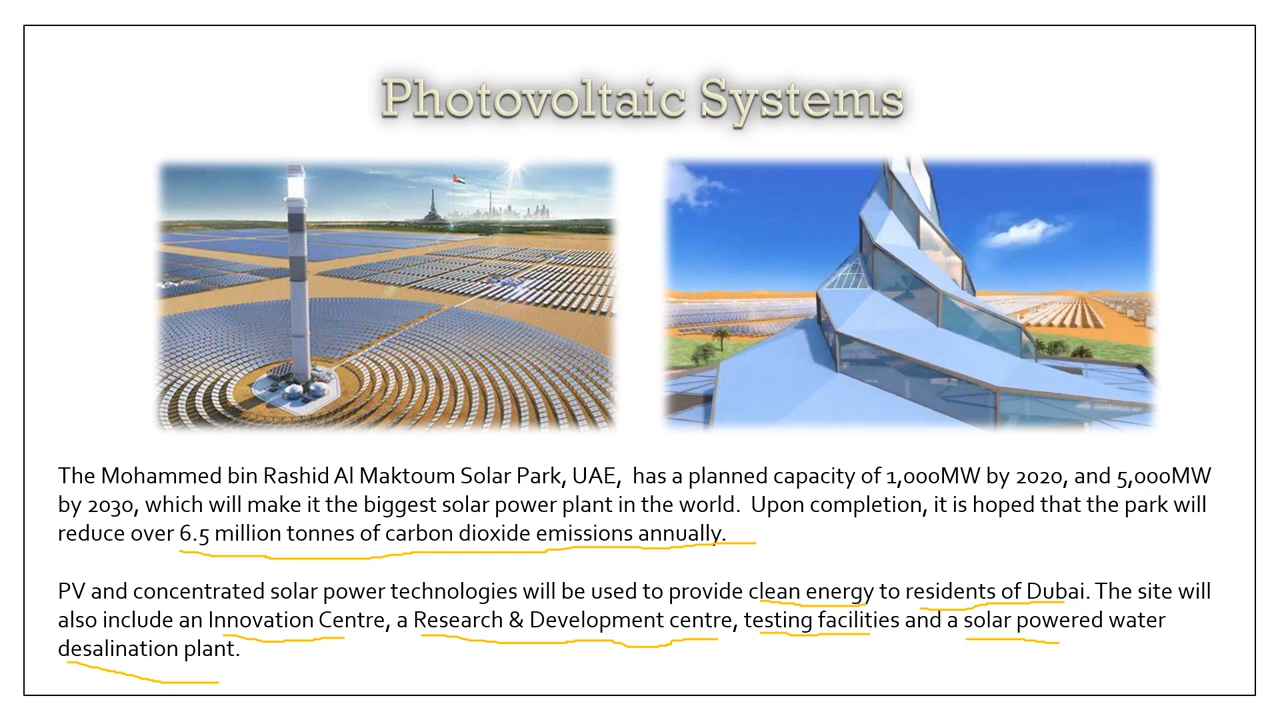 Photovoltaic Systems
The Mohammed bin Rashid Al Maktoum Solar Park, UAE,  has a planned capacity of 1,000MW by 2020, and 5,000MW
by 2030, which will make it the biggest solar power plant in the world.  Upon completion, it is hoped that the park will
reduce over 6.5 million tonnes of carbon dioxide emissions annually.
PV and concentrated solar power technologies will be used to provide clean energy to residents of Dubai. The site will
also include an Innovation Centre, a Research & Development centre, testing facilities and a solar powered water
desalination plant.